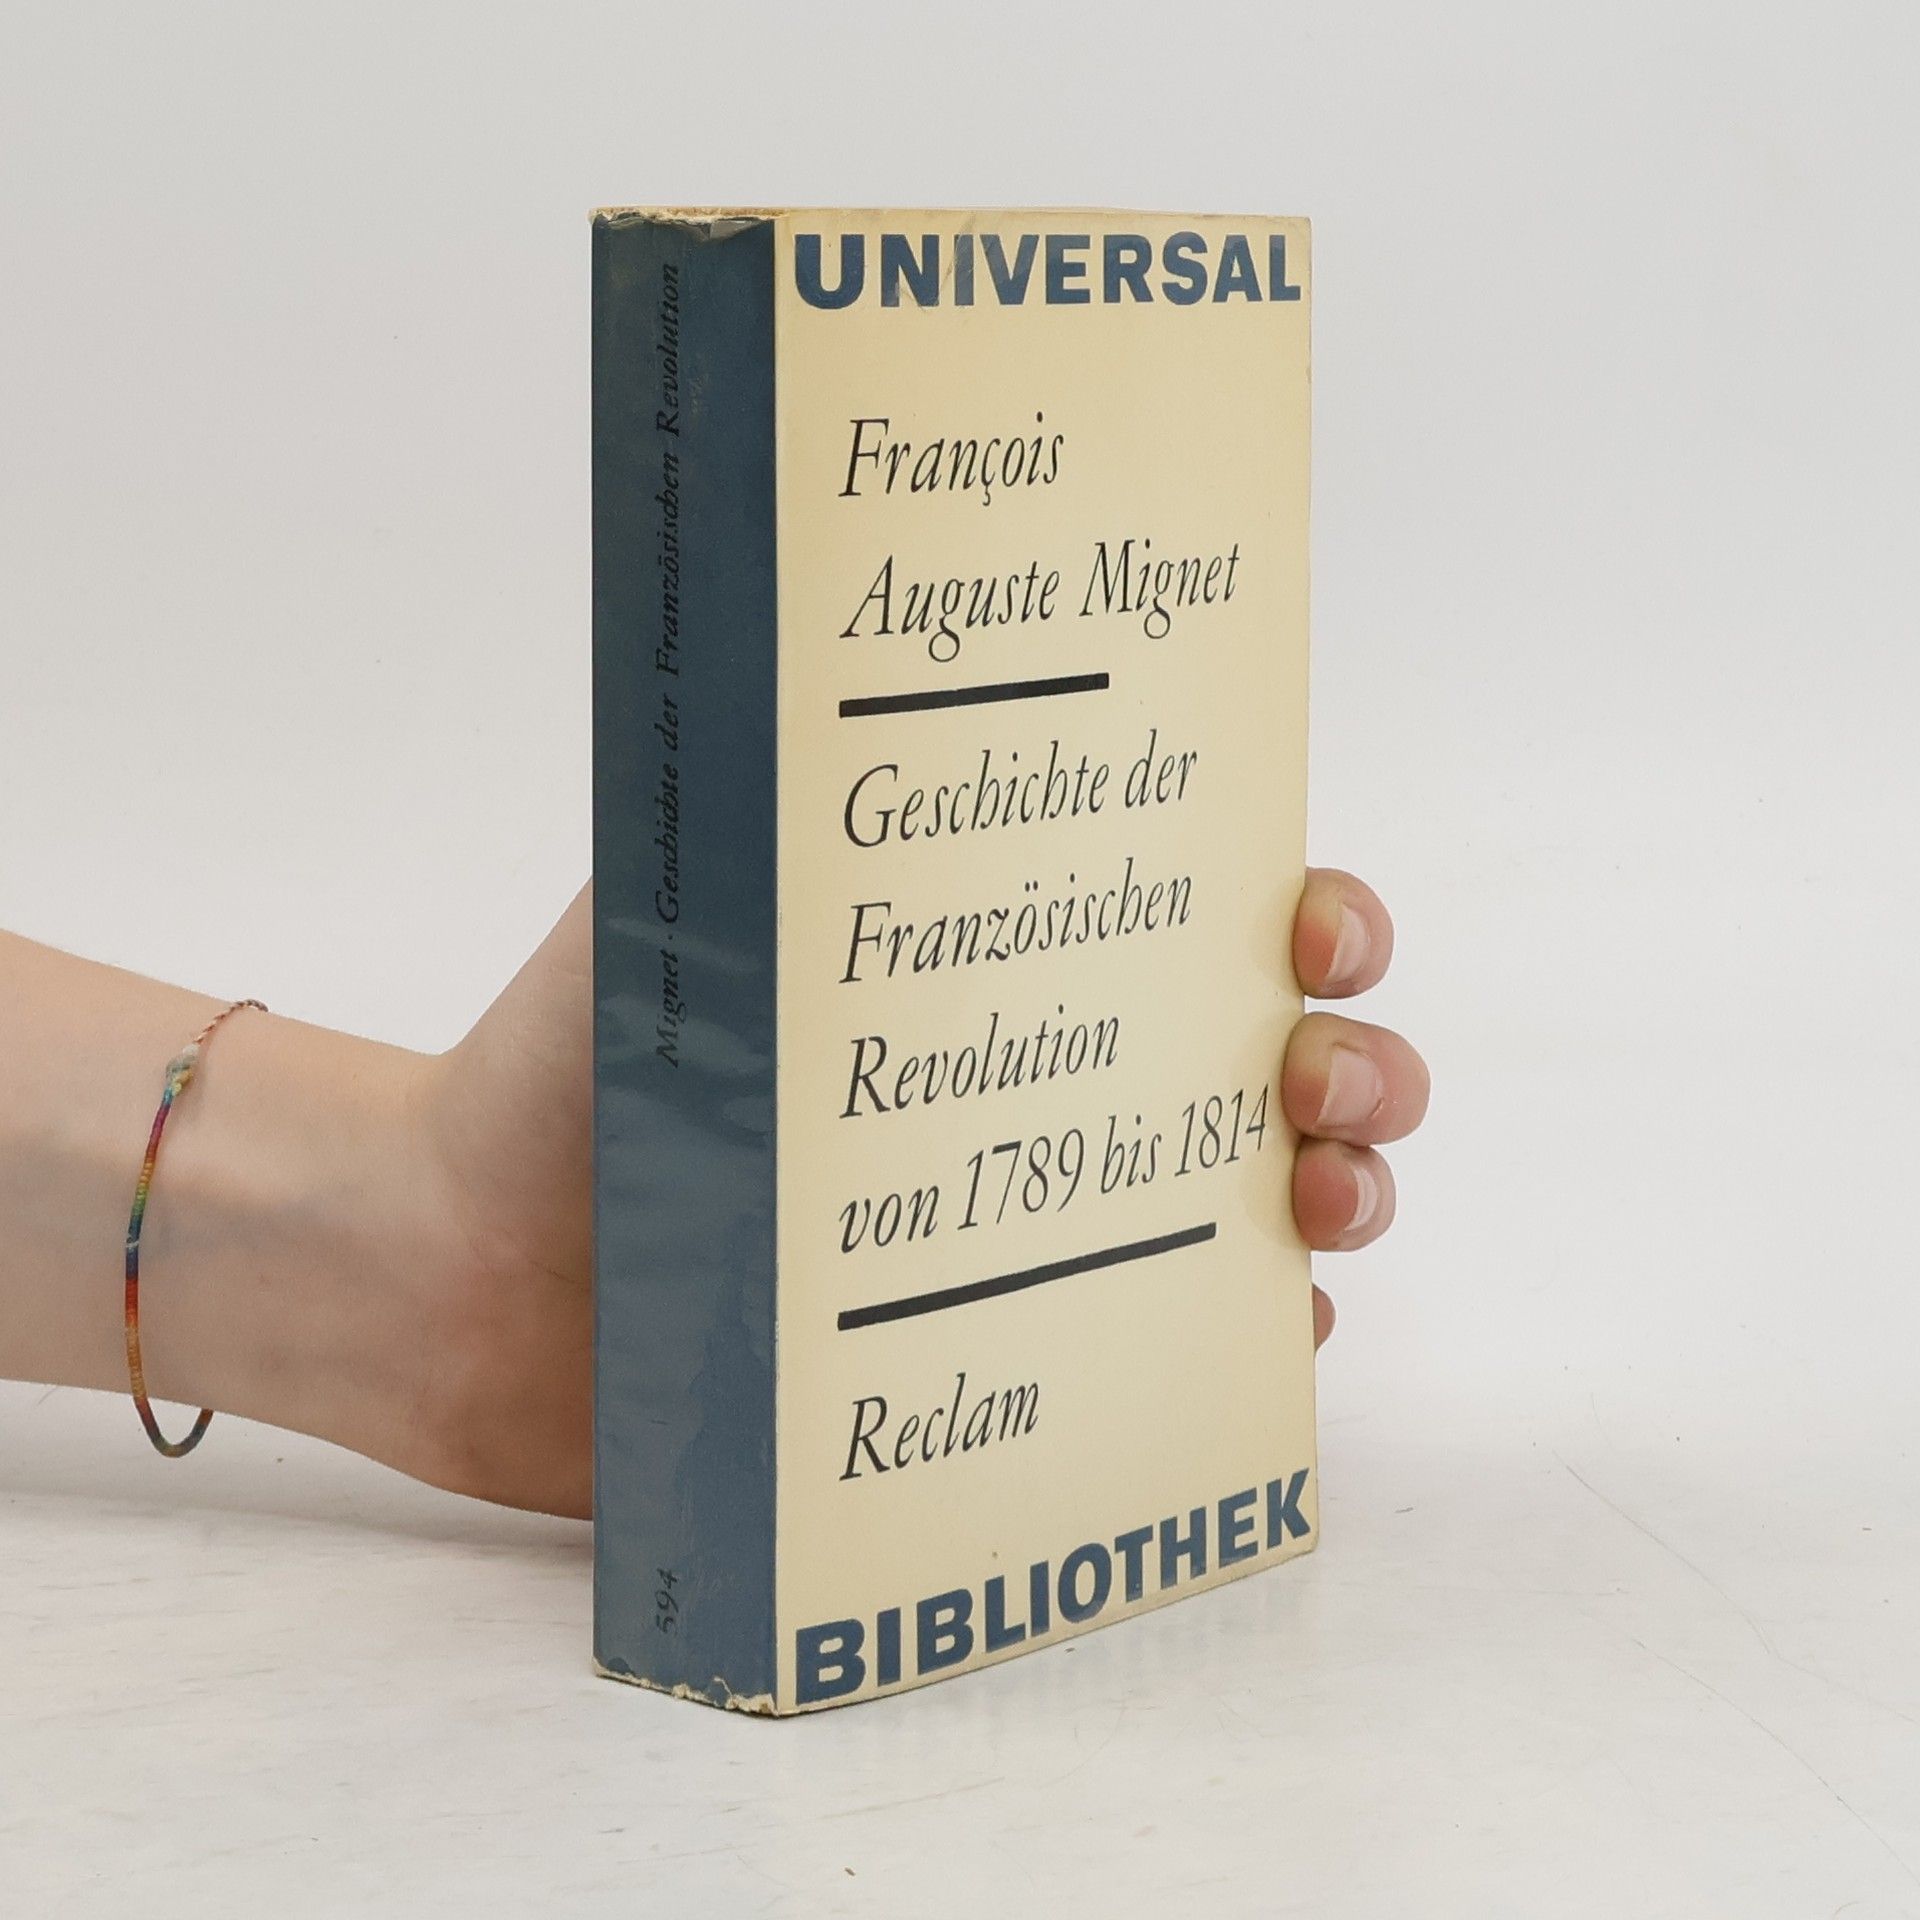 Mignet · Geschichte der Französischen Revolution
594
UNIVERSAL
François
Auguste Mignet
Geschichte der
Französischen
Revolution
von 1789 bis 1814
Reclam
BIBLIOTHEK